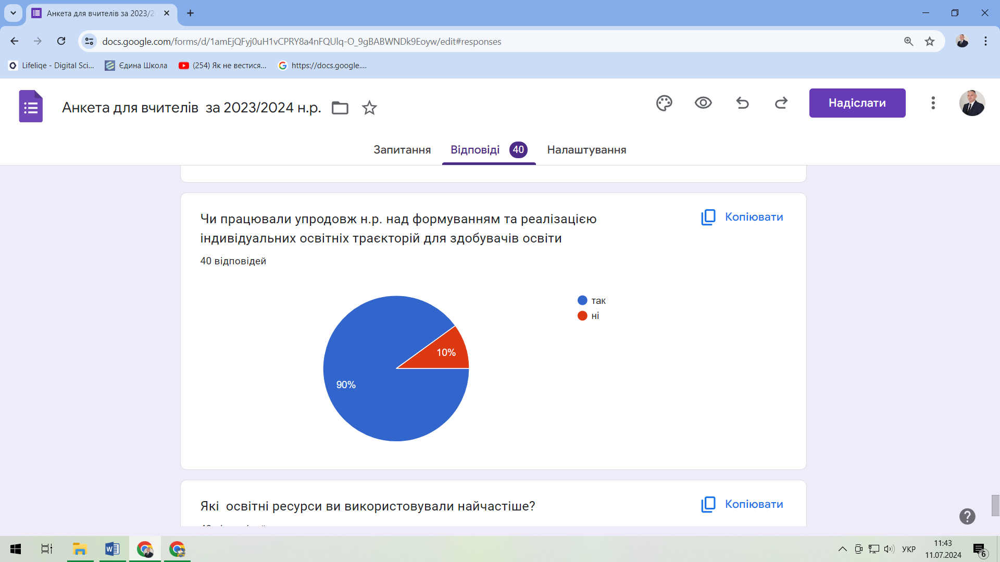 Анкета для вчителів за 2023/2
docs.google.com/forms/d/1amEjQFyj0uH1vCPRY8a4nFQUlq-O_9gBABWNDk9Eoyw/edit#responses
Lifeliqe - Digital Sci... Єдина Школа (254) Як не вестися... https://docs.google....
Анкета для вчителів за 2023/2024 н.р.
Надіслати
Запитання Відповіді 40 Налаштування
Чи працювали упродовж н.р. над формуванням та реалізацією
індивідуальних освітніх траєкторій для здобувачів освіти
Копіювати
40 відповідей
так
ні
10%
90%
Які освітні ресурси ви використовували найчастіше?
Копіювати
УКР
11:43
11.07.2024
6